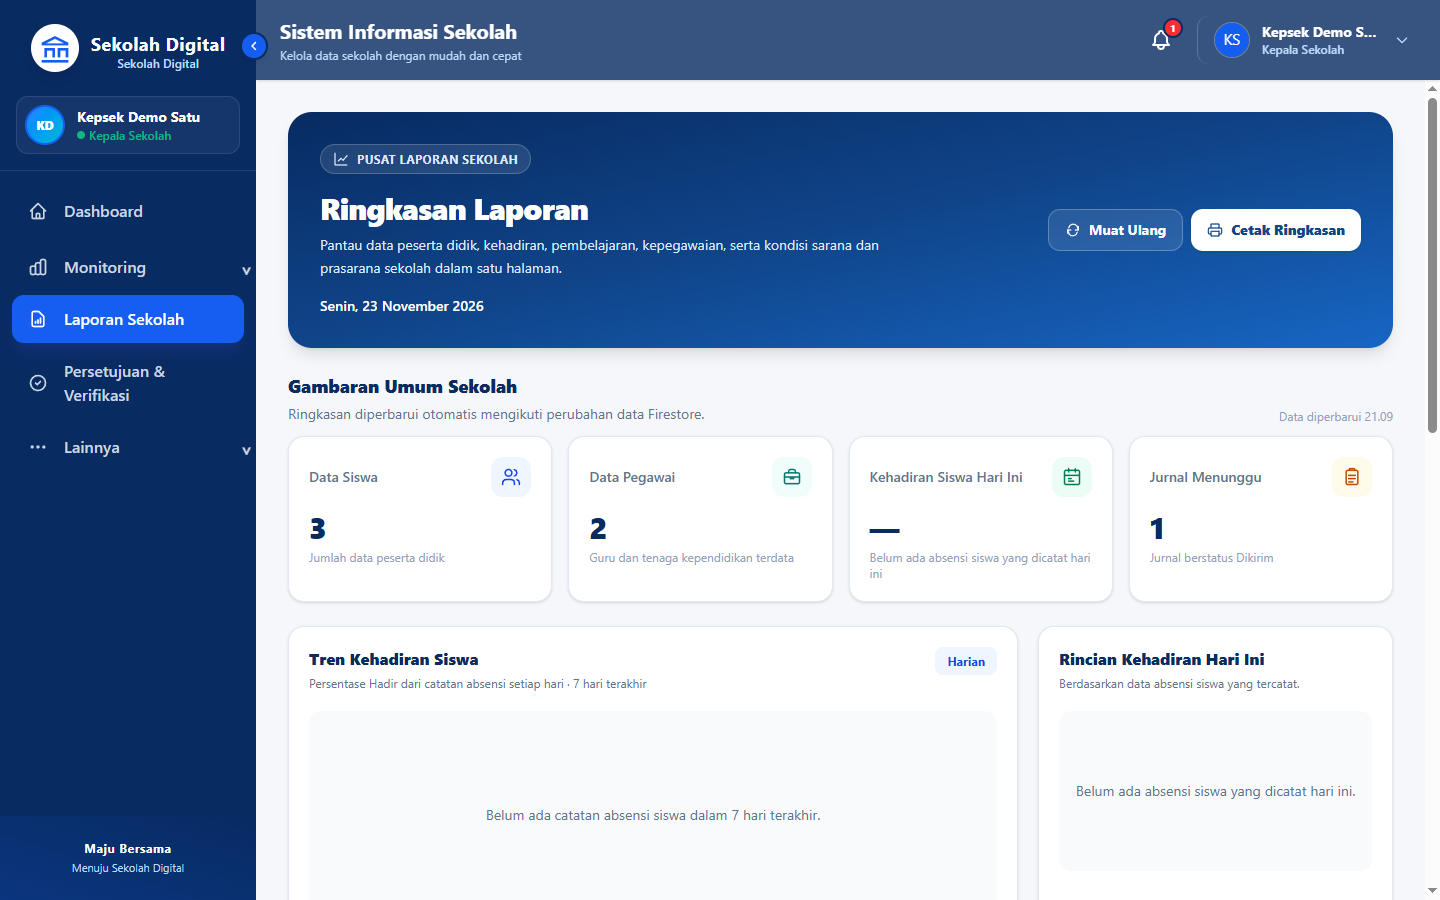 Sekolah Digital
Sekolah Digital
KD
Kepsek Demo Satu
Kepala Sekolah
Dashboard
Monitoring
Laporan Sekolah
Persetujuan &
Verifikasi
Lainnya
Maju Bersama
Menuju Sekolah Digital
Sistem Informasi Sekolah
Kelola data sekolah dengan mudah dan cepat
1
KS
Kepsek Demo S...
Kepala Sekolah
PUSAT LAPORAN SEKOLAH
Ringkasan Laporan
Pantau data peserta didik, kehadiran, pembelajaran, kepegawaian, serta kondisi sarana dan
prasarana sekolah dalam satu halaman.
Senin, 23 November 2026
Muat Ulang
Cetak Ringkasan
Gambaran Umum Sekolah
Ringkasan diperbarui otomatis mengikuti perubahan data Firestore.
Data diperbarui 21.09
Data Siswa
3
Jumlah data peserta didik
Data Pegawai
2
Guru dan tenaga kependidikan terdata
Kehadiran Siswa Hari Ini
—
Belum ada absensi siswa yang dicatat hari
ini
Jurnal Menunggu
1
Jurnal berstatus Dikirim
Tren Kehadiran Siswa
Persentase Hadir dari catatan absensi setiap hari · 7 hari terakhir
Harian
Belum ada catatan absensi siswa dalam 7 hari terakhir.
Rincian Kehadiran Hari Ini
Berdasarkan data absensi siswa yang tercatat.
Belum ada absensi siswa yang dicatat hari ini.